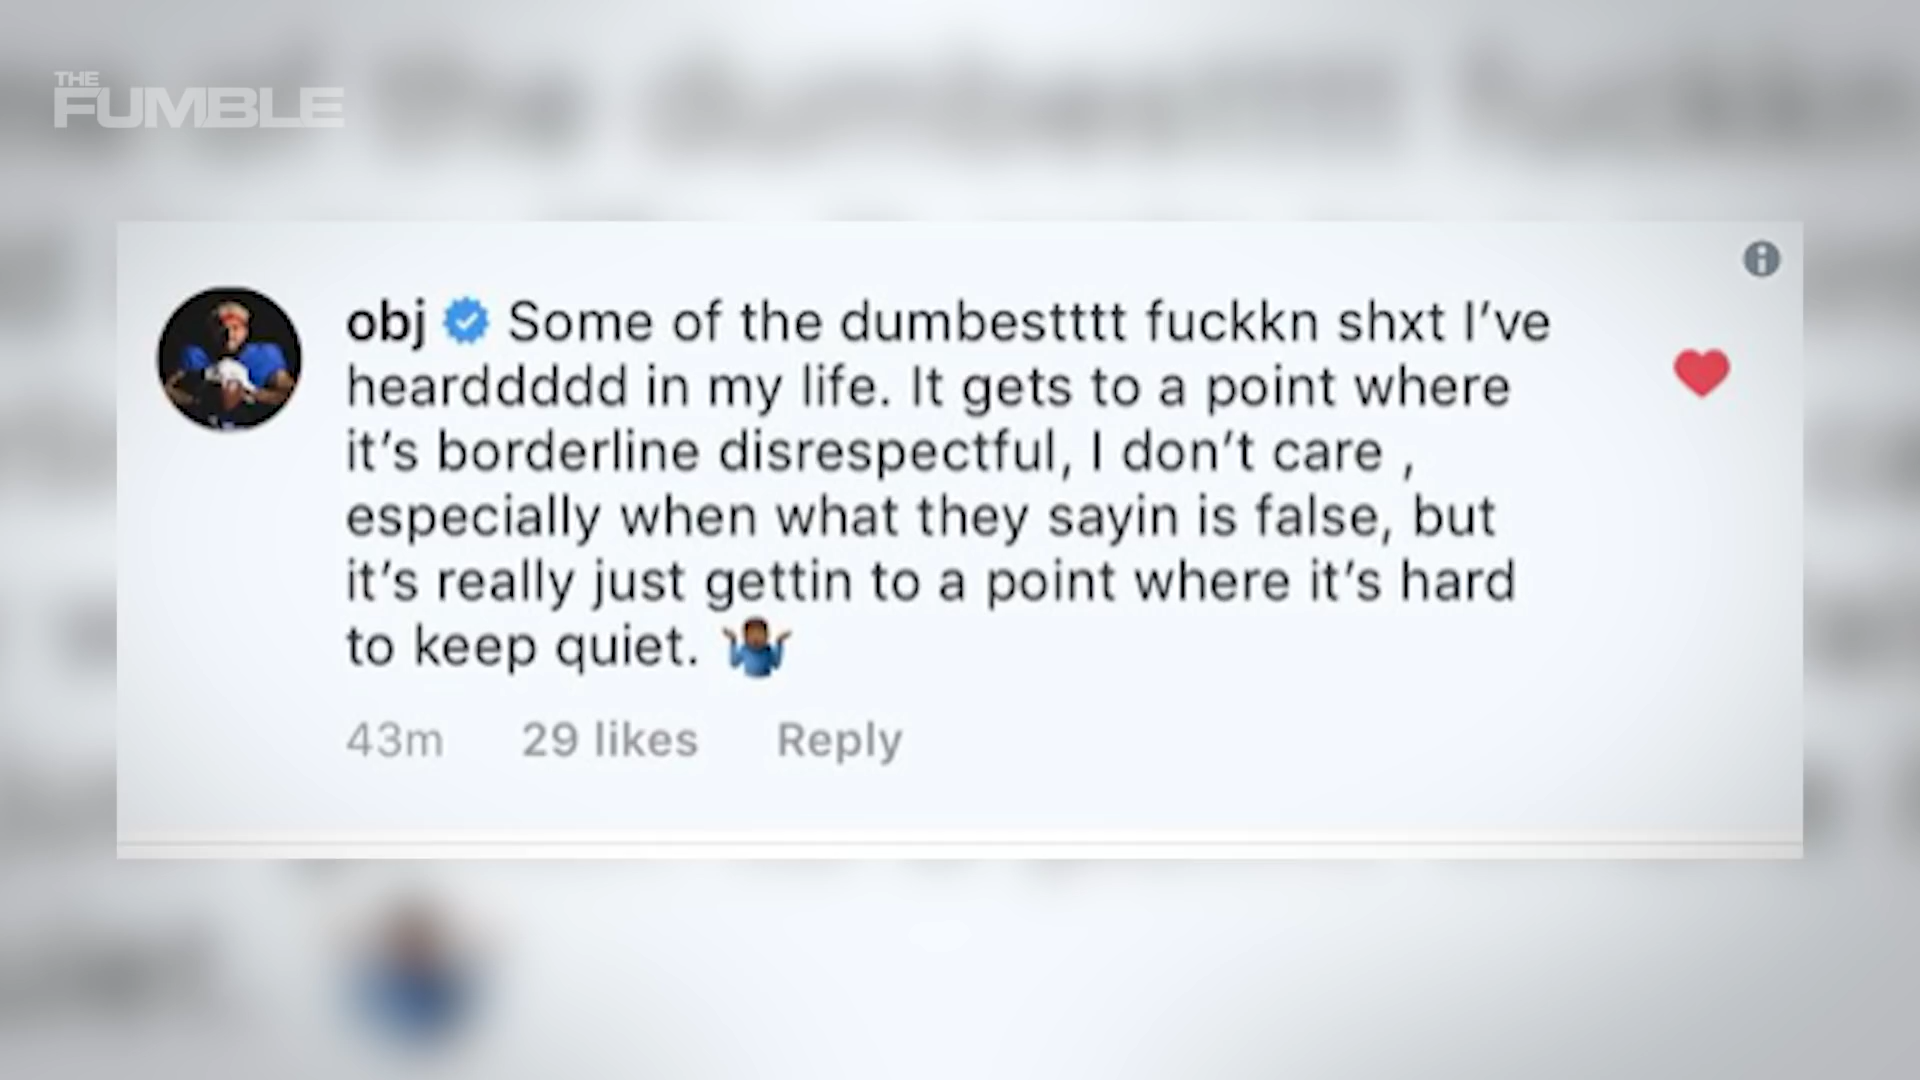 THE
FUMBLE
obj Some of the dumbestttt fuckkn shxt I’ve
hearddddd in my life. It gets to a point where
it’s borderline disrespectful, I don’t care ,
especially when what they sayin is false, but
it’s really just gettin to a point where it’s hard
to keep quiet. 🤷🏾‍♂️
43m 29 likes Reply